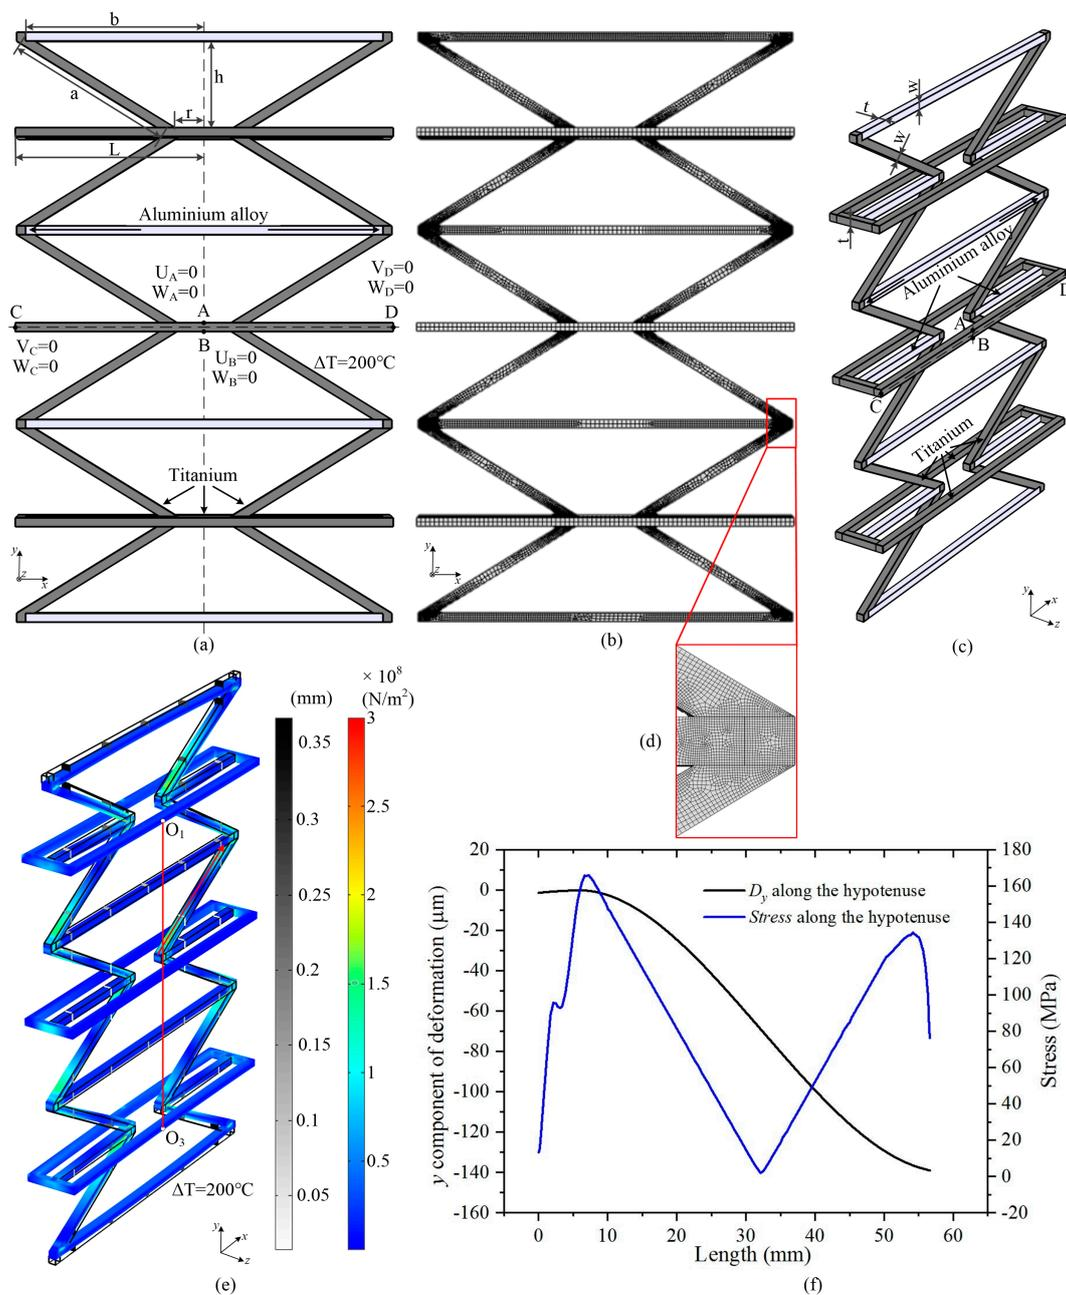 b
a
h
r
L
Aluminium alloy
U_A=0
W_A=0
V_D=0
W_D=0
C
A
D
B
V_C=0
W_C=0
U_B=0
W_B=0
ΔT=200℃
Titanium
y
z
x
(a)
y
z
x
(b)
w
t
w
t
Aluminium alloy
D
A
B
C
Titanium
y
x
z
(c)
(d)
(mm)
× 10^8
(N/m^2)
0.35
0.3
0.25
0.2
0.15
0.1
0.05
3
2.5
2
1.5
1
0.5
O_1
O_3
ΔT=200℃
y
x
z
(e)
20
0
-20
-40
-60
-80
-100
-120
-140
-160
y component of deformation (μm)
D_y along the hypotenuse
Stress along the hypotenuse
180
160
140
120
100
80
60
40
20
0
-20
Stress (MPa)
0 10 20 30 40 50 60
Length (mm)
(f)